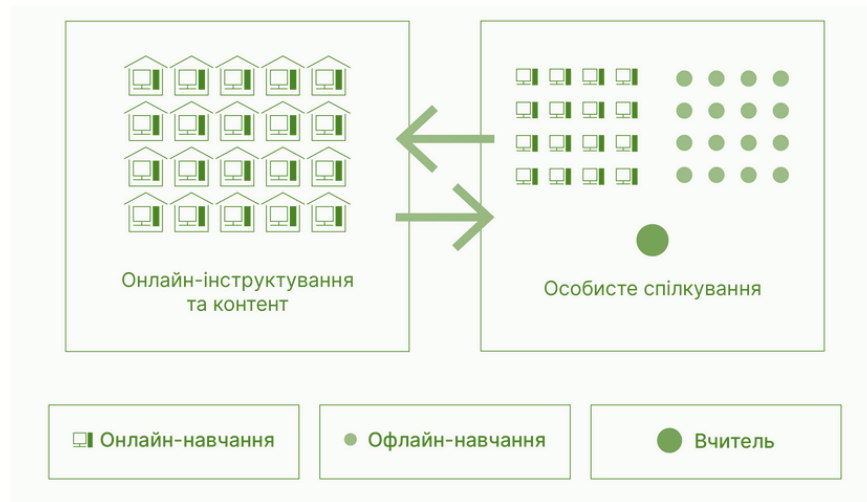 Онлайн-інструктування
та контент
Особисте спілкування
Онлайн-навчання
Офлайн-навчання
Вчитель